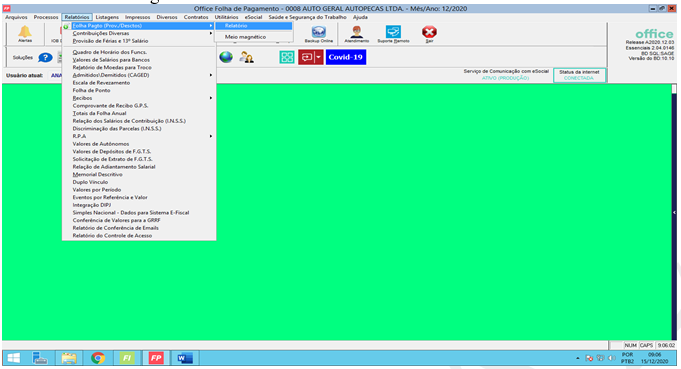 FP Office Folha de Pagamento - 0008 AUTO GERAL AUTOPECAS LTDA. - Mês/Ano: 12/2020
Arquivos Processos Relatórios Listagens Impressos Diversos Contratos Utilitários eSocial Saúde e Segurança do Trabalho Ajuda
Folha Pagto (Prov./DescTos)
Relatório
Contribuições Diversas
Meio magnético
Provisão de Férias e 13º Salário
Alertas
Backup Online Atendimento Suporte Remoto Sair
office
Release A2020.12.03
Essenciais 2.04.0146
BD SQL SAGE
Versão do BD:10.10
Quadro de Horário dos Funcs.
Valores de Salários para Bancos
Relatório de Moedas para Troco
Admitidos\Demitidos (CAGED)
Escala de Revezamento
Folha de Ponto
Recibos
Comprovante de Recibo G.P.S.
Totais da Folha Anual
Relação dos Salários de Contribuição (I.N.S.S.)
Discriminação das Parcelas (I.N.S.S.)
R.P.A
Valores de Autônomos
Valores de Depósitos de F.G.T.S.
Solicitação de Extrato de F.G.T.S.
Relação de Adiantamento Salarial
Memorial Descritivo
Duplo Vínculo
Valores por Período
Eventos por Referência e Valor
Integração DIPJ
Simples Nacional - Dados para Sistema E-Fiscal
Conferência de Valores para a GRRF
Relatório de Conferência de Emails
Relatório do Controle de Acesso
Soluções
Covid-19
Usuário atual: ANA
Serviço de Comunicação com eSocial
ATIVO (PRODUÇÃO)
Status da internet
CONECTADA
NUM CAPS 9:06:02
FI FP W
POR
PTB2
09:06
15/12/2020